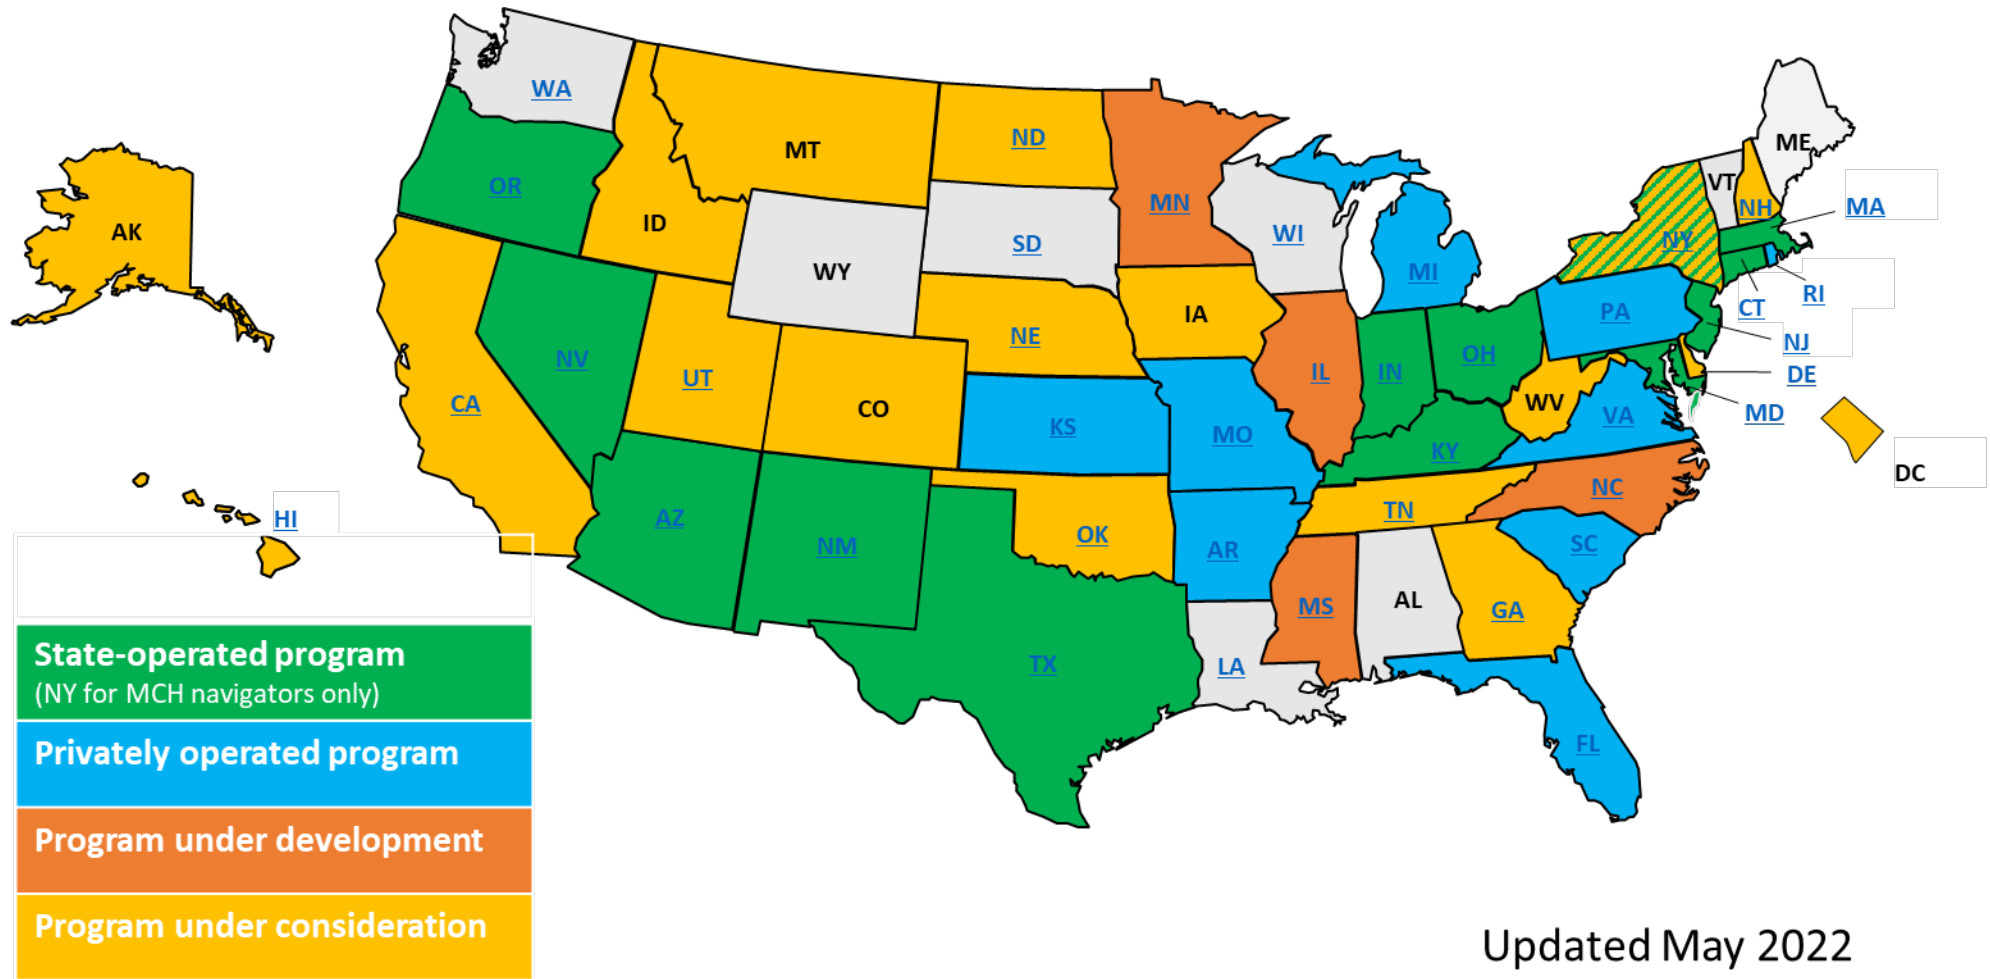 WA
MT
ND
MN
ME
VT
OR
ID
SD
WI
MI
NH
MA
NY
AK
WY
IA
NE
PA
CT
RI
NJ
NV
UT
CO
IL
IN
OH
DE
CA
KS
MO
WV
VA
MD
KY
DC
HI
AZ
NM
OK
AR
TN
NC
SC
MS
AL
GA
TX
LA
FL
State-operated program
(NY for MCH navigators only)
Privately operated program
Program under development
Program under consideration
Updated May 2022